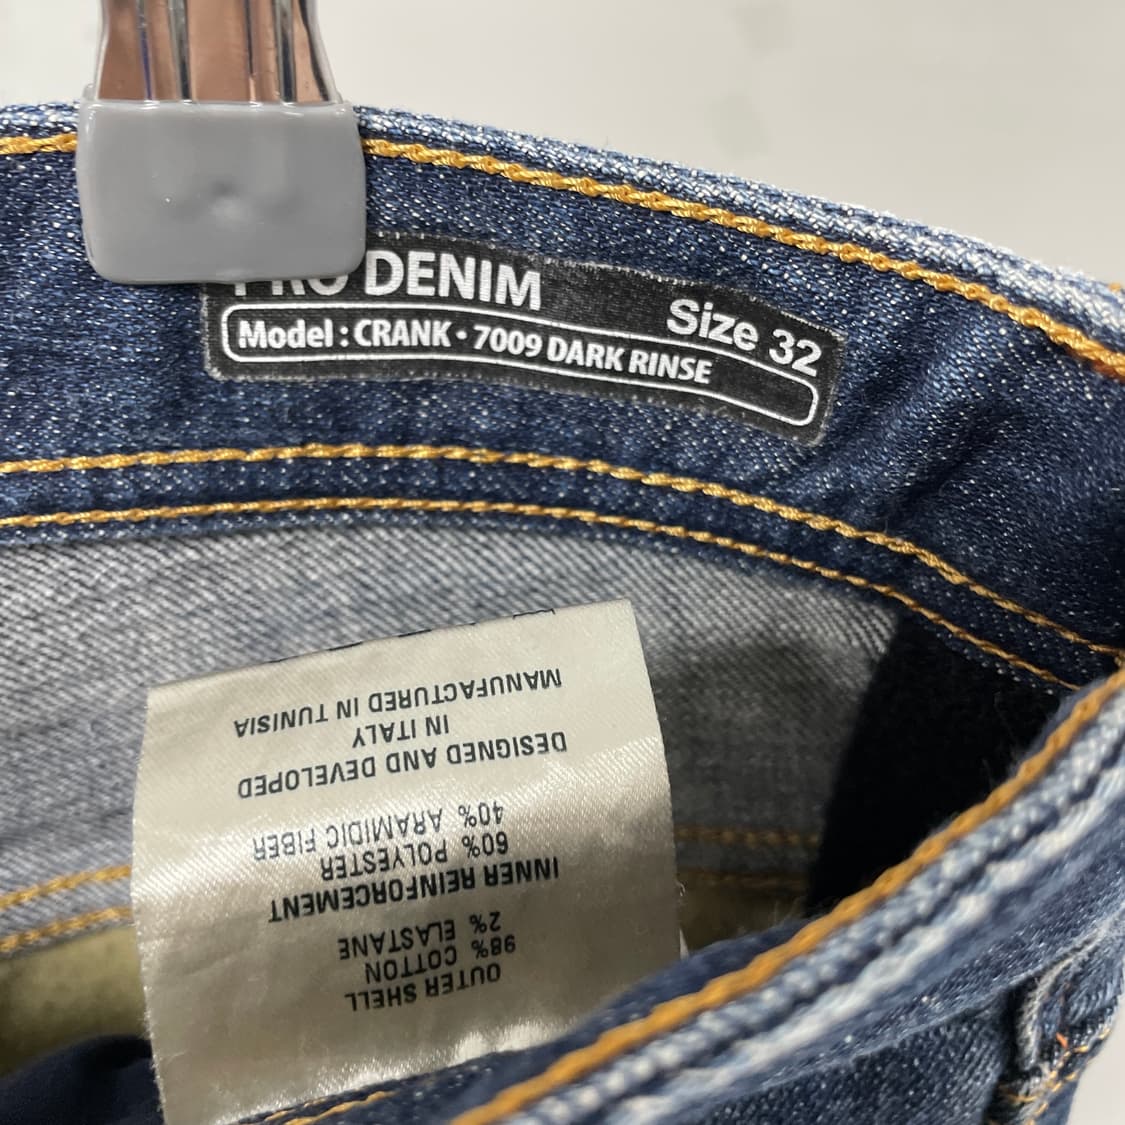 PRO DENIM
Size 32
Model : CRANK · 7009 DARK RINSE
OUTER SHELL
98% COTTON
2% ELASTANE
INNER REINFORCEMENT
60% POLYESTER
40% ARAMIDIC FIBER
DESIGNED AND DEVELOPED
IN ITALY
MANUFACTURED IN TUNISIA